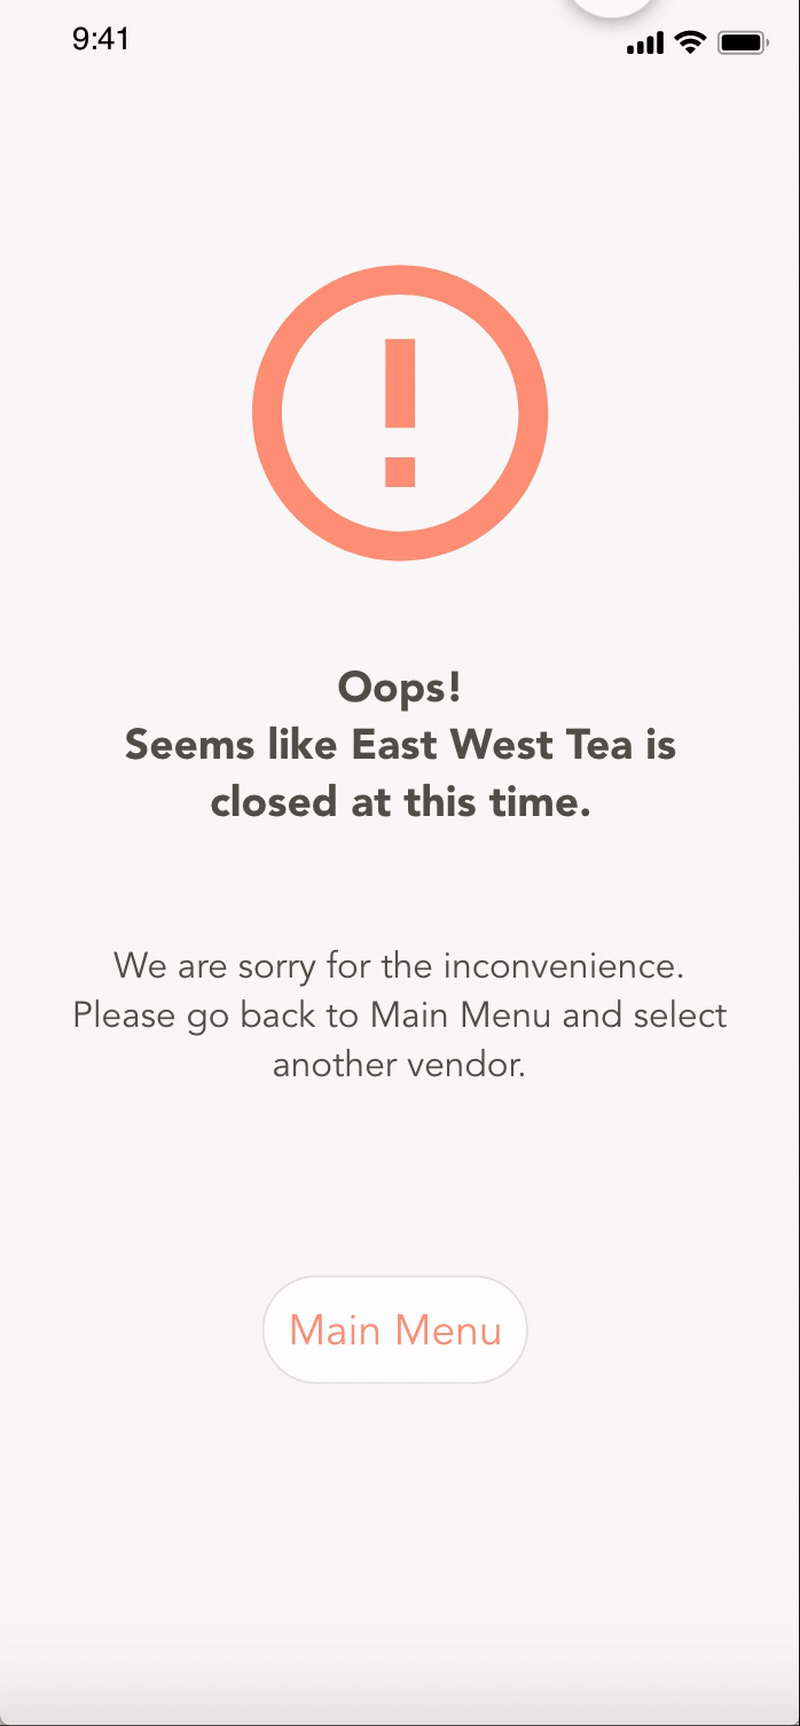 9:41
Oops!
Seems like East West Tea is
closed at this time.
We are sorry for the inconvenience.
Please go back to Main Menu and select
another vendor.
Main Menu